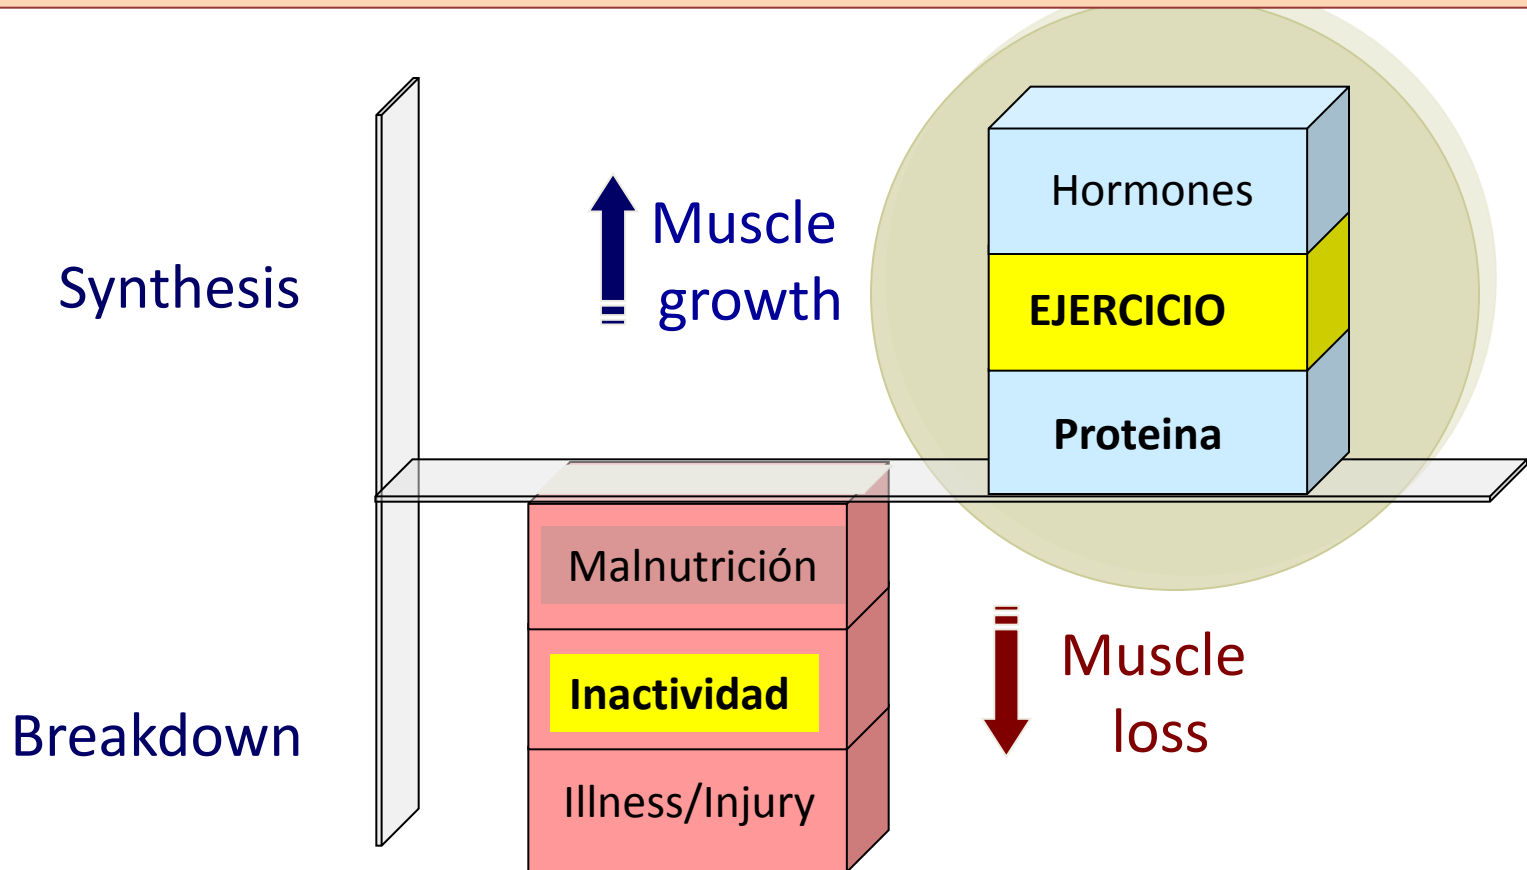 Hormones
Muscle
growth
Synthesis
EJERCICIO
Proteina
Malnutrición
Muscle
loss
Inactividad
Breakdown
Illness/Injury